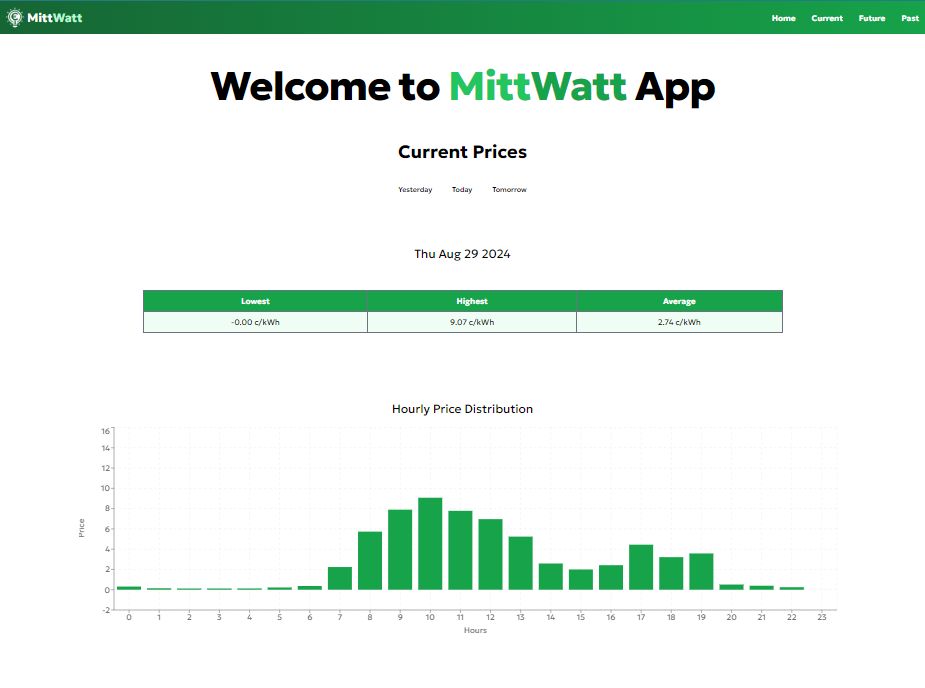 MittWatt Home Current Future Past
Welcome to MittWatt App
Current Prices
Yesterday Today Tomorrow
Thu Aug 29 2024
Lowest Highest Average
-0.00 c/kWh 9.07 c/kWh 2.74 c/kWh
Hourly Price Distribution
16
14
12
10
8
6
4
2
0
-2
Price
0 1 2 3 4 5 6 7 8 9 10 11 12 13 14 15 16 17 18 19 20 21 22 23
Hours